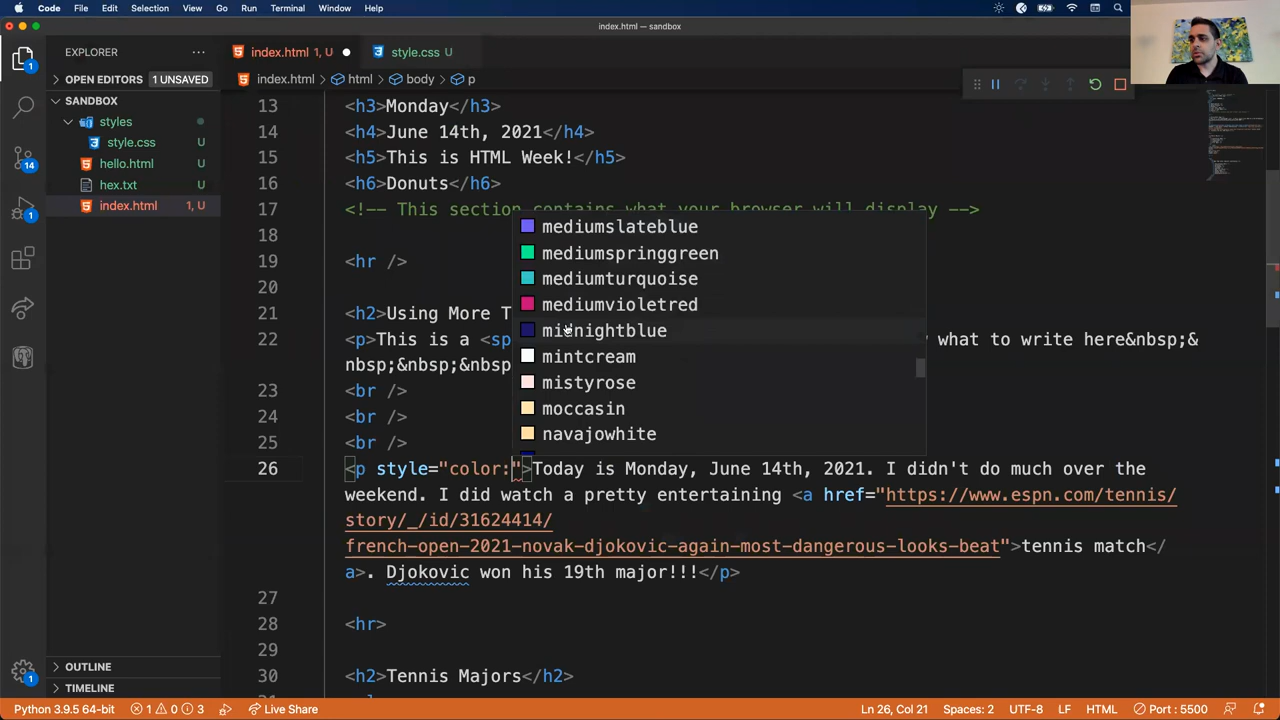 Code File Edit Selection View Go Run Terminal Window Help
index.html — sandbox
EXPLORER ···
index.html 1, U ●
style.css U
OPEN EDITORS 1 UNSAVED
index.html > html > body > p
SANDBOX
styles
style.css U
hello.html U
hex.txt U
index.html 1, U
14
1
1
1
OUTLINE
TIMELINE
13 <h3>Monday</h3>
14 <h4>June 14th, 2021</h4>
15 <h5>This is HTML Week!</h5>
16 <h6>Donuts</h6>
17 <!-- This section contains what your browser will display -->
18
19 <hr />
20
21 <h2>Using More T
22 <p>This is a <sp what to write here&nbsp;&
nbsp;&nbsp;&nbsp
23 <br />
24 <br />
25 <br />
26 <p style="color:">Today is Monday, June 14th, 2021. I didn't do much over the
weekend. I did watch a pretty entertaining <a href="https://www.espn.com/tennis/
story/_/id/31624414/
french-open-2021-novak-djokovic-again-most-dangerous-looks-beat">tennis match</
a>. Djokovic won his 19th major!!!</p>
27
28 <hr>
29
30 <h2>Tennis Majors</h2>
mediumslateblue
mediumspringgreen
mediumturquoise
mediumvioletred
midnightblue
mintcream
mistyrose
moccasin
navajowhite
Python 3.9.5 64-bit 1 0 3 Live Share Ln 26, Col 21 Spaces: 2 UTF-8 LF HTML Port : 5500